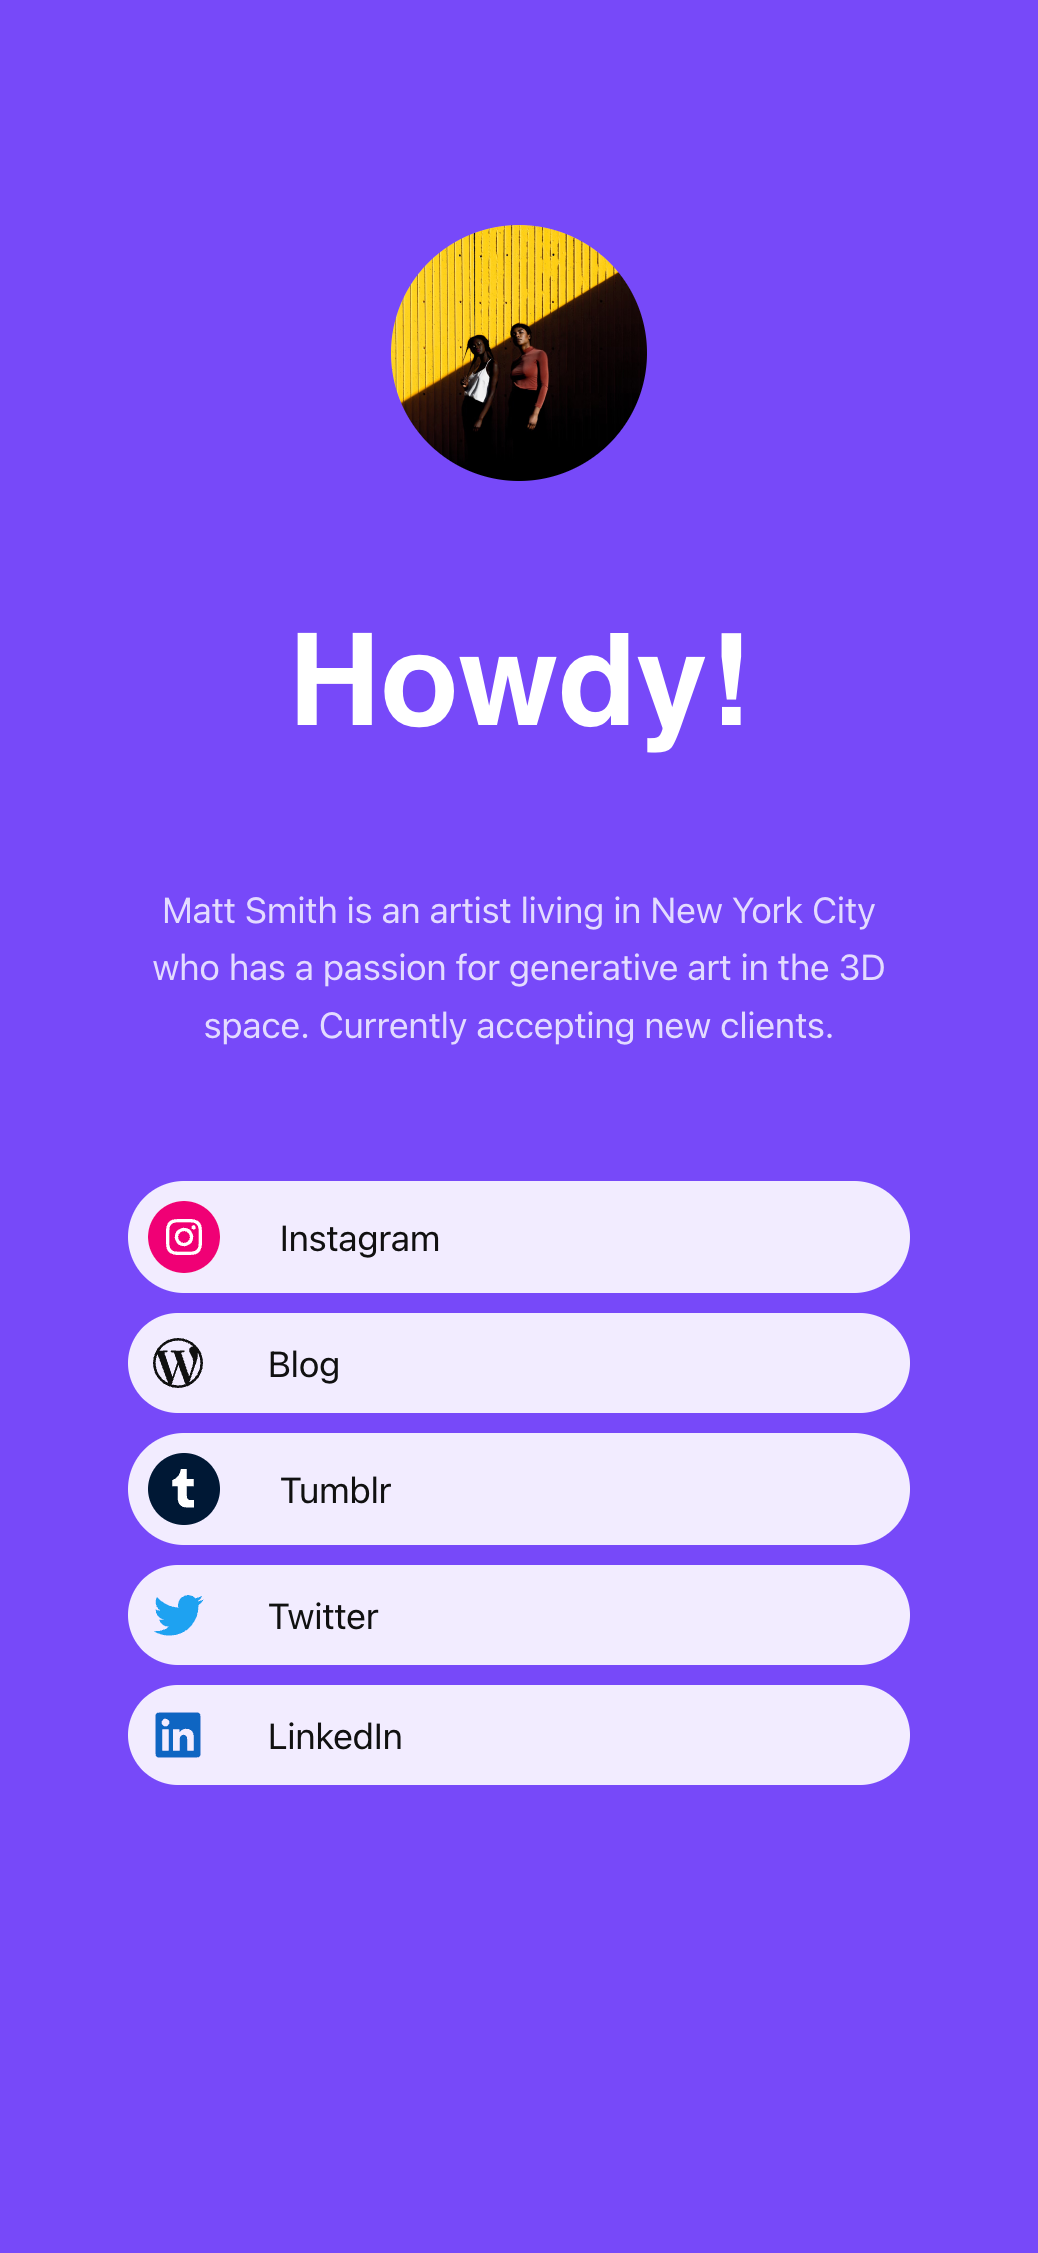 Howdy!
Matt Smith is an artist living in New York City
who has a passion for generative art in the 3D
space. Currently accepting new clients.
Instagram
Blog
Tumblr
Twitter
LinkedIn